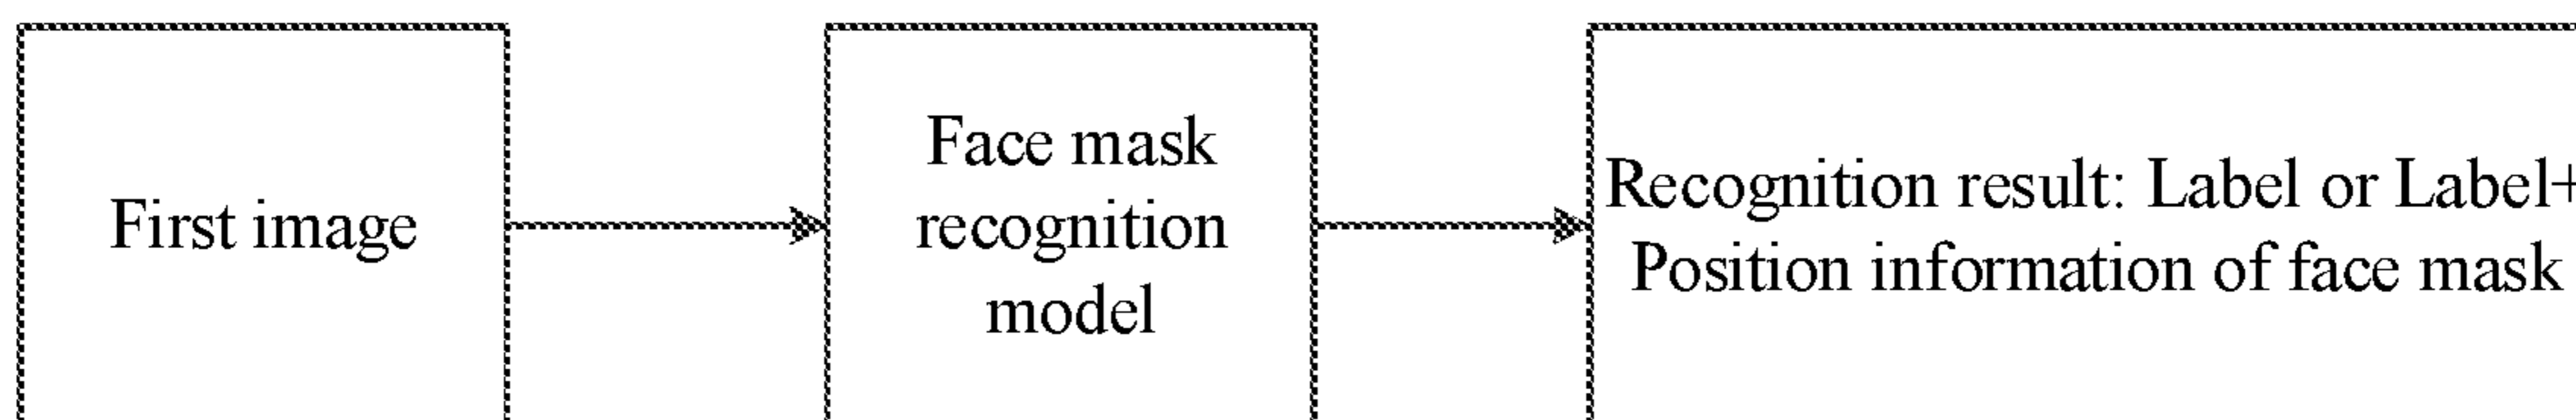 First image
Face mask
recognition
model
Recognition result: Label or Label+
Position information of face mask